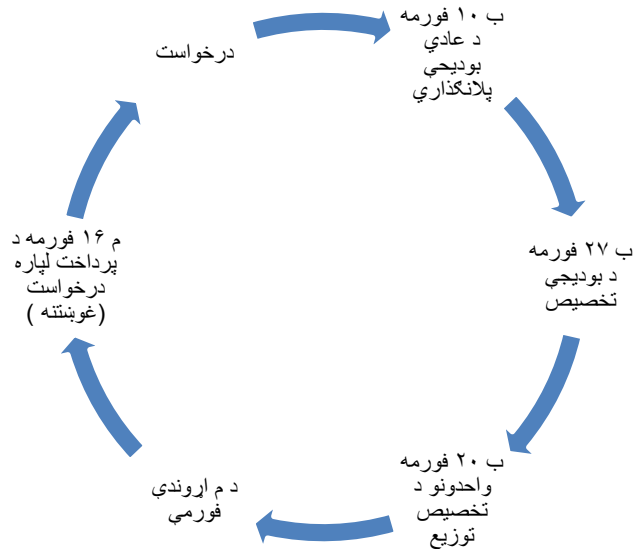 ب ۱۰ فورمه
د عادي
بودیجې
پلانګذاري
ب ۲۷ فورمه
د بودیجې
تخصیص
ب ۲۰ فورمه
واحدونو د
تخصیص
توزیع
د م اړوندې
فورمې
م ۱۶ فورمه د
پرداخت لپاره
درخواست
(غوښتنه )
درخواست